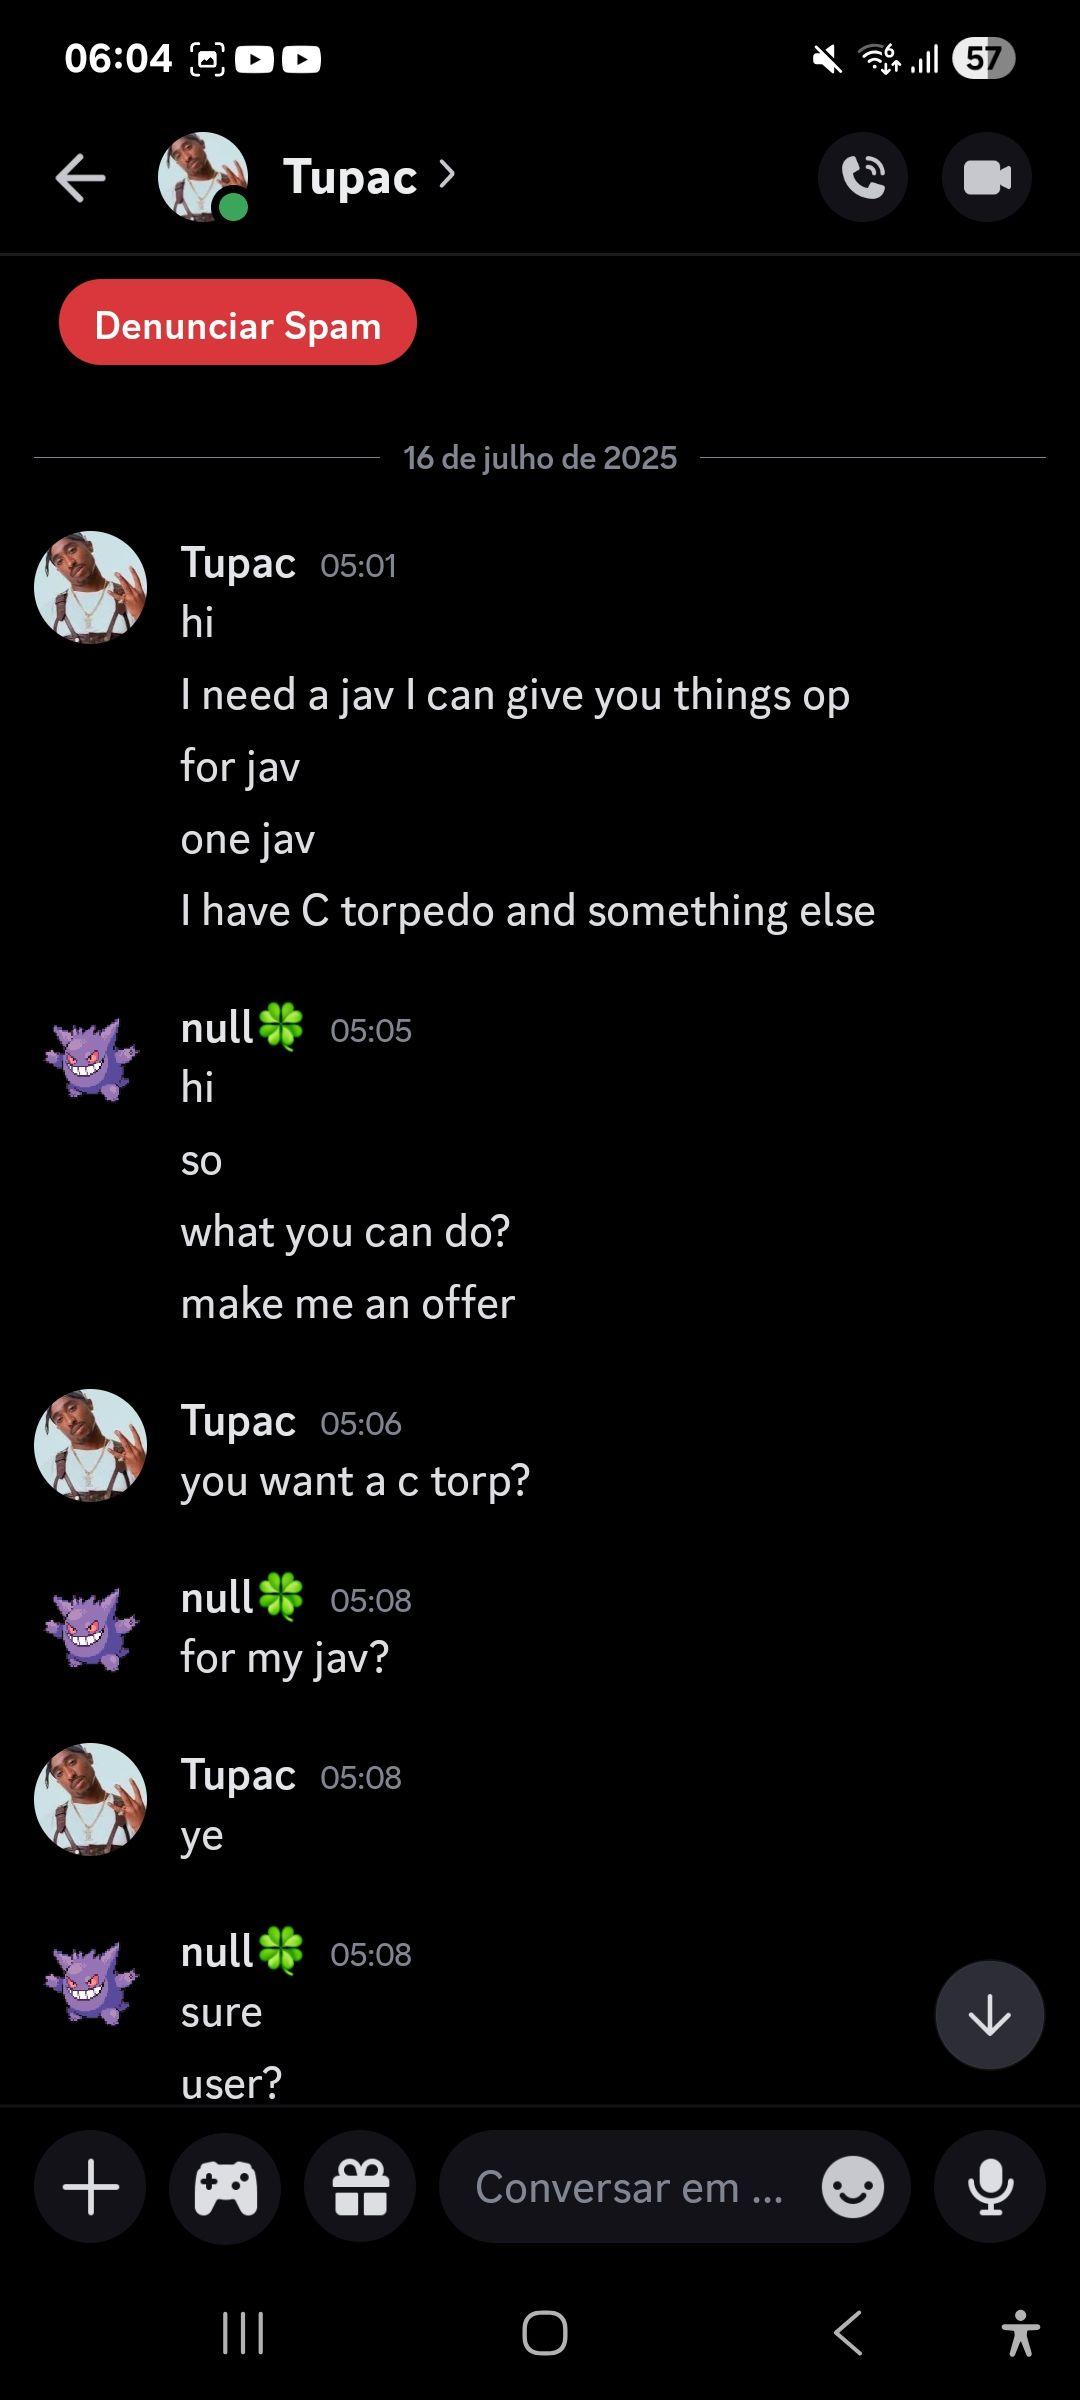 06:04
6
57
Tupac
Denunciar Spam
16 de julho de 2025
Tupac 05:01
hi
I need a jav I can give you things op
for jav
one jav
I have C torpedo and something else
null🍀 05:05
hi
so
what you can do?
make me an offer
Tupac 05:06
you want a c torp?
null🍀 05:08
for my jav?
Tupac 05:08
ye
null🍀 05:08
sure
user?
Conversar em ...